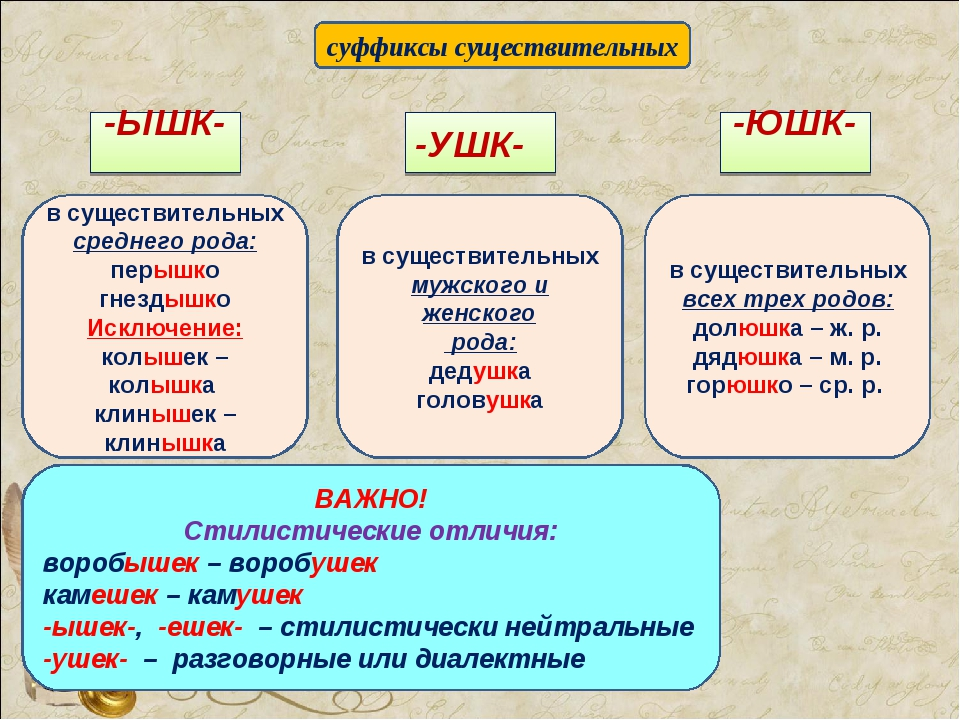 суффиксы существительных
-ЫШК-
-УШК-
-ЮШК-
в существительных
среднего рода:
перышко
гнездышко
Исключение:
колышек –
колышка
клинышек –
клинышка
в существительных
мужского и
женского
рода:
дедушка
головушка
в существительных
всех трех родов:
долюшка – ж. р.
дядюшка – м. р.
горюшко – ср. р.
ВАЖНО!
Стилистические отличия:
воробышек – воробушек
камешек – камушек
-ышек-, -ешек- – стилистически нейтральные
-ушек- – разговорные или диалектные